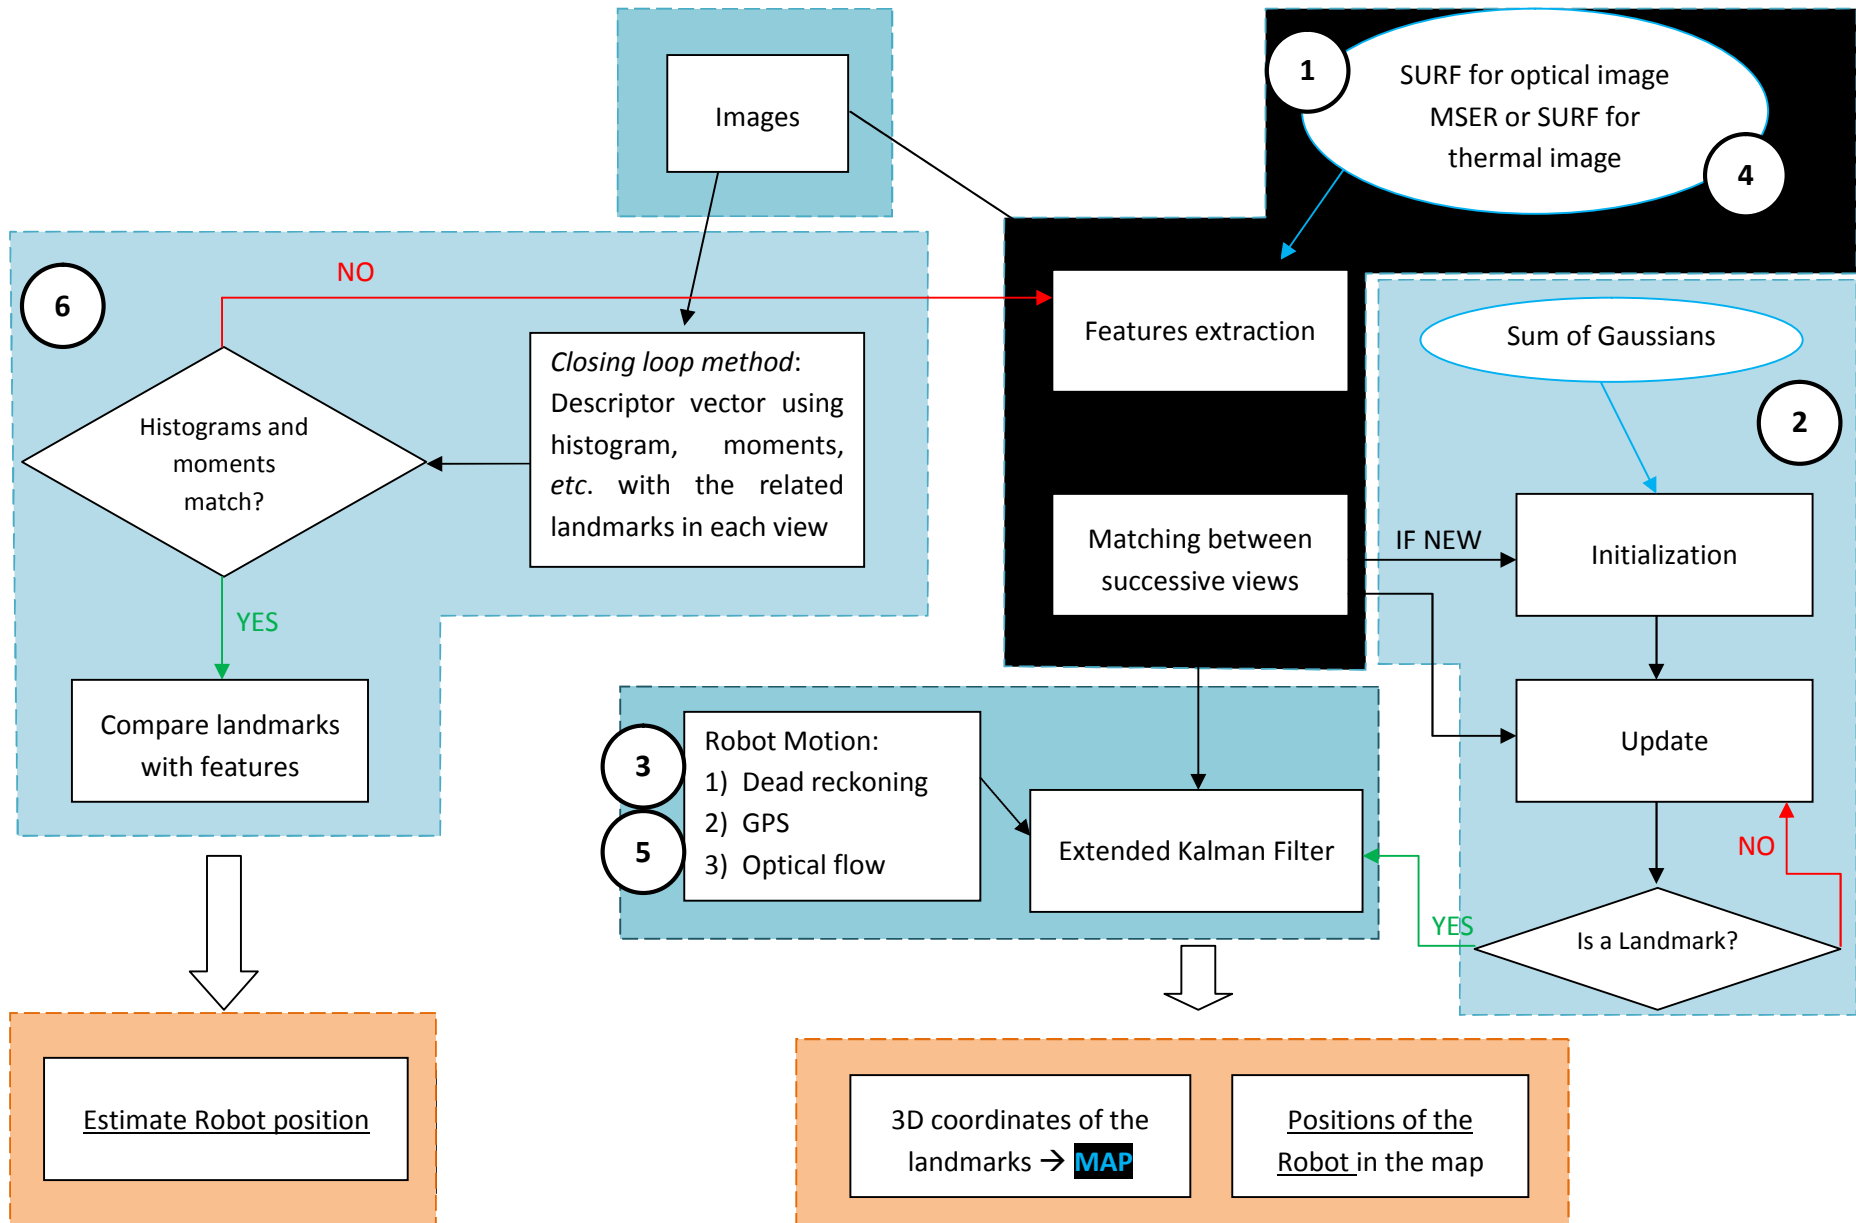 Images
1
SURF for optical image
MSER or SURF for
thermal image
4
6
NO
Closing loop method:
Descriptor vector using
histogram, moments,
etc. with the related
landmarks in each view
Histograms and
moments
match?
YES
Compare landmarks
with features
Features extraction
Matching between
successive views
IF NEW
Sum of Gaussians
2
Initialization
Update
NO
YES
Is a Landmark?
3
5
Robot Motion:
1) Dead reckoning
2) GPS
3) Optical flow
Extended Kalman Filter
Estimate Robot position
3D coordinates of the
landmarks → MAP
Positions of the
Robot in the map